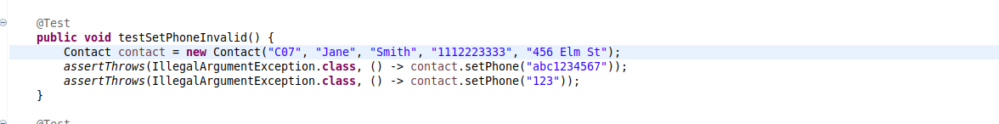 @Test
public void testSetPhoneInvalid() {
    Contact contact = new Contact("C07", "Jane", "Smith", "1112223333", "456 Elm St");
    assertThrows(IllegalArgumentException.class, () -> contact.setPhone("abc1234567"));
    assertThrows(IllegalArgumentException.class, () -> contact.setPhone("123"));
}
@Test